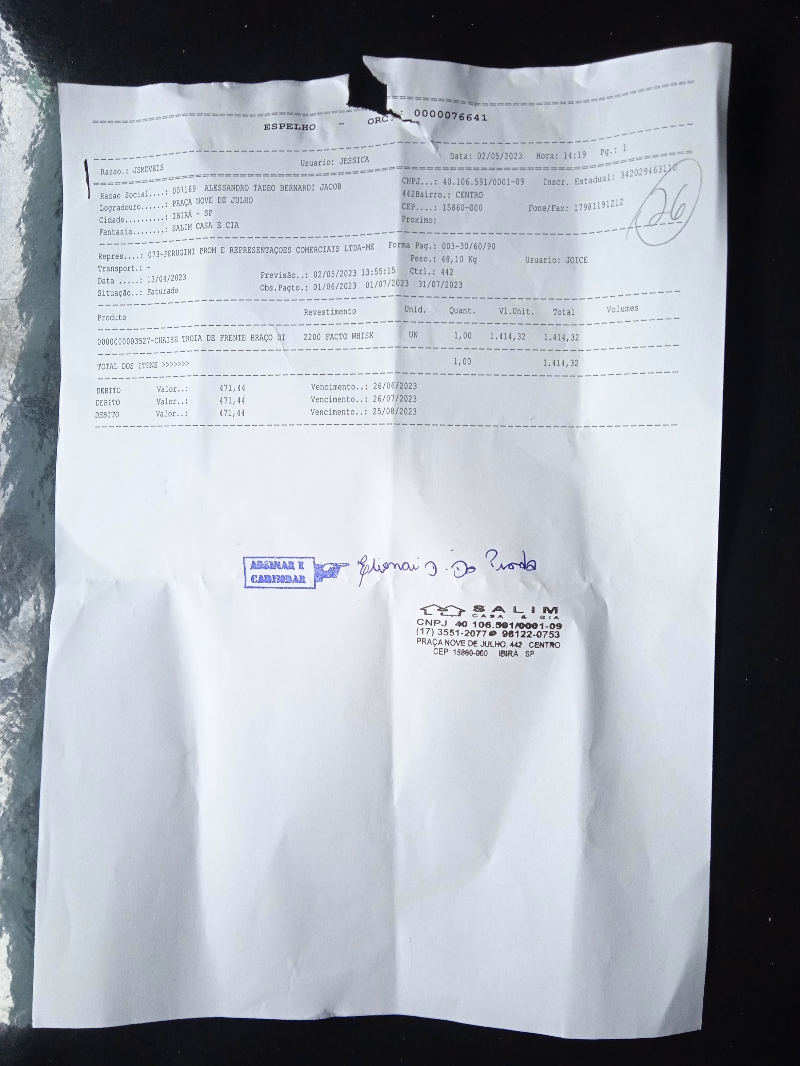 ESPELHO - ORC.: 0000076641
Razao.: JSMOVEIS Usuario: JESSICA Data: 02/05/2023 Hora: 14:19 Pg.: 1
Razao Social...: 007169 ALESSANDRO TADEO BERNARDI JACOB CNPJ...: 40.106.591/0001-09 Inscr. Estadual: 342029463110
Logradouro.....: PRAÇA NOVE DE JULHO 442Bairro.: CENTRO
Cidade.........: IBIRÁ - SP CEP....: 15860-000 Fone/Fax: 17981191212
Fantasia.......: SALIM CASA E CIA Proximo:
26
Repres...: 073-PERUGINI PROM E REPRESENTAÇOES COMERCIAIS LTDA-ME Forma Pag.: 003-30/60/90
Transport.: - Peso.: 48,10 Kg Usuario: JOICE
Data .....: 13/04/2023 Previsão..: 02/05/2023 13:55:15 Ctrl.: 442
Situação..: Faturado Obs.Pagto.: 01/06/2023 01/07/2023 31/07/2023
Produto Revestimento Unid. Quant. Vl.Unit. Total Volumes
0000000003527-CHAISE TROIA DE FRENTE BRAÇO DI 2200 FACTO WHISK UN 1,00 1.414,32 1.414,32
TOTAL DOS ITENS >>>>>>> 1,00 1.414,32
DEBITO Valor..: 471,44 Vencimento..: 26/06/2023
DEBITO Valor..: 471,44 Vencimento..: 26/07/2023
DEBITO Valor..: 471,44 Vencimento..: 25/08/2023
ASSINAR E
CARIMBAR
SALIM
CASA & CIA
CNPJ 40 106.591/0001-09
(17) 3551-2077 98122-0753
PRAÇA NOVE DE JULHO, 442 CENTRO
CEP 15860-000 IBIRÁ SP